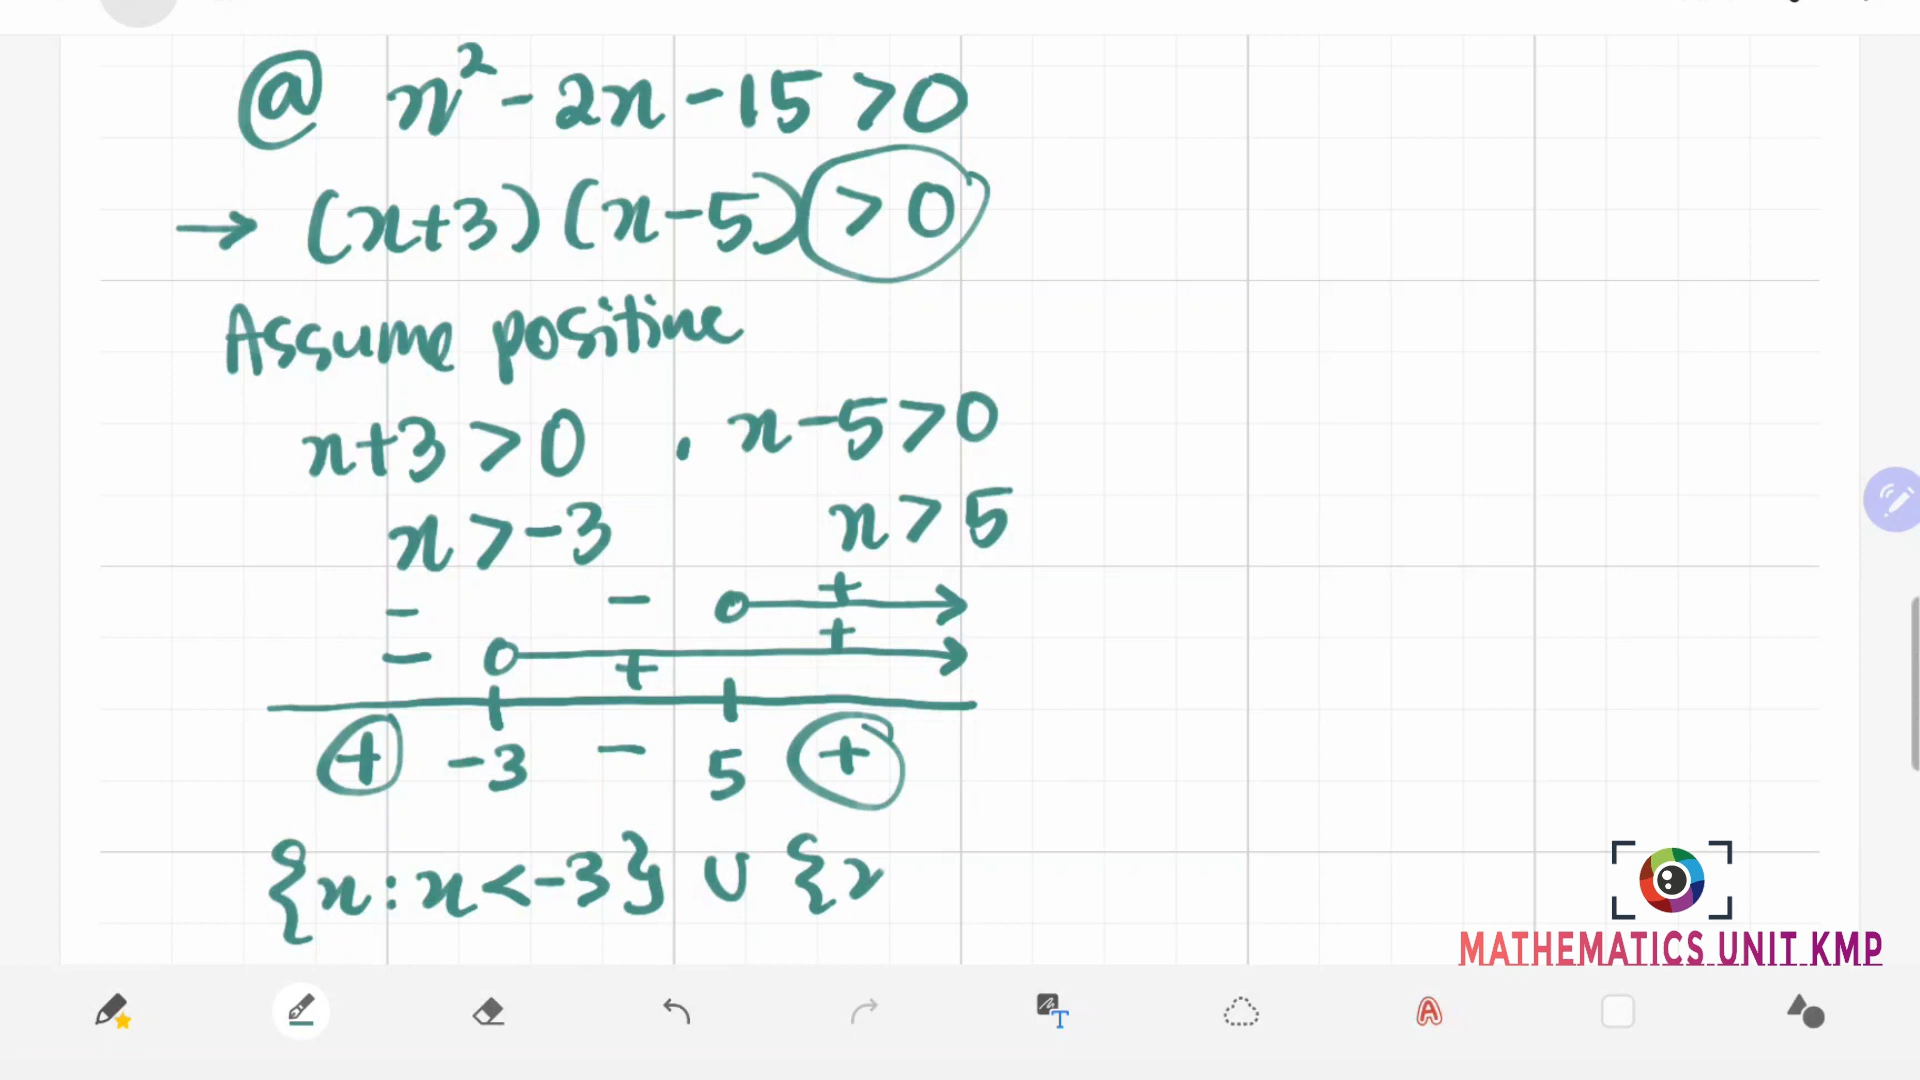 @ x² - 2x - 15 > 0
→ (x+3)(x-5) > 0
Assume positive
x+3 > 0 , x-5 > 0
x > -3 x > 5
- - +
- + +
+ -3 - 5 +
{x : x < -3} ∪ {x
MATHEMATICS UNIT KMP
T
A